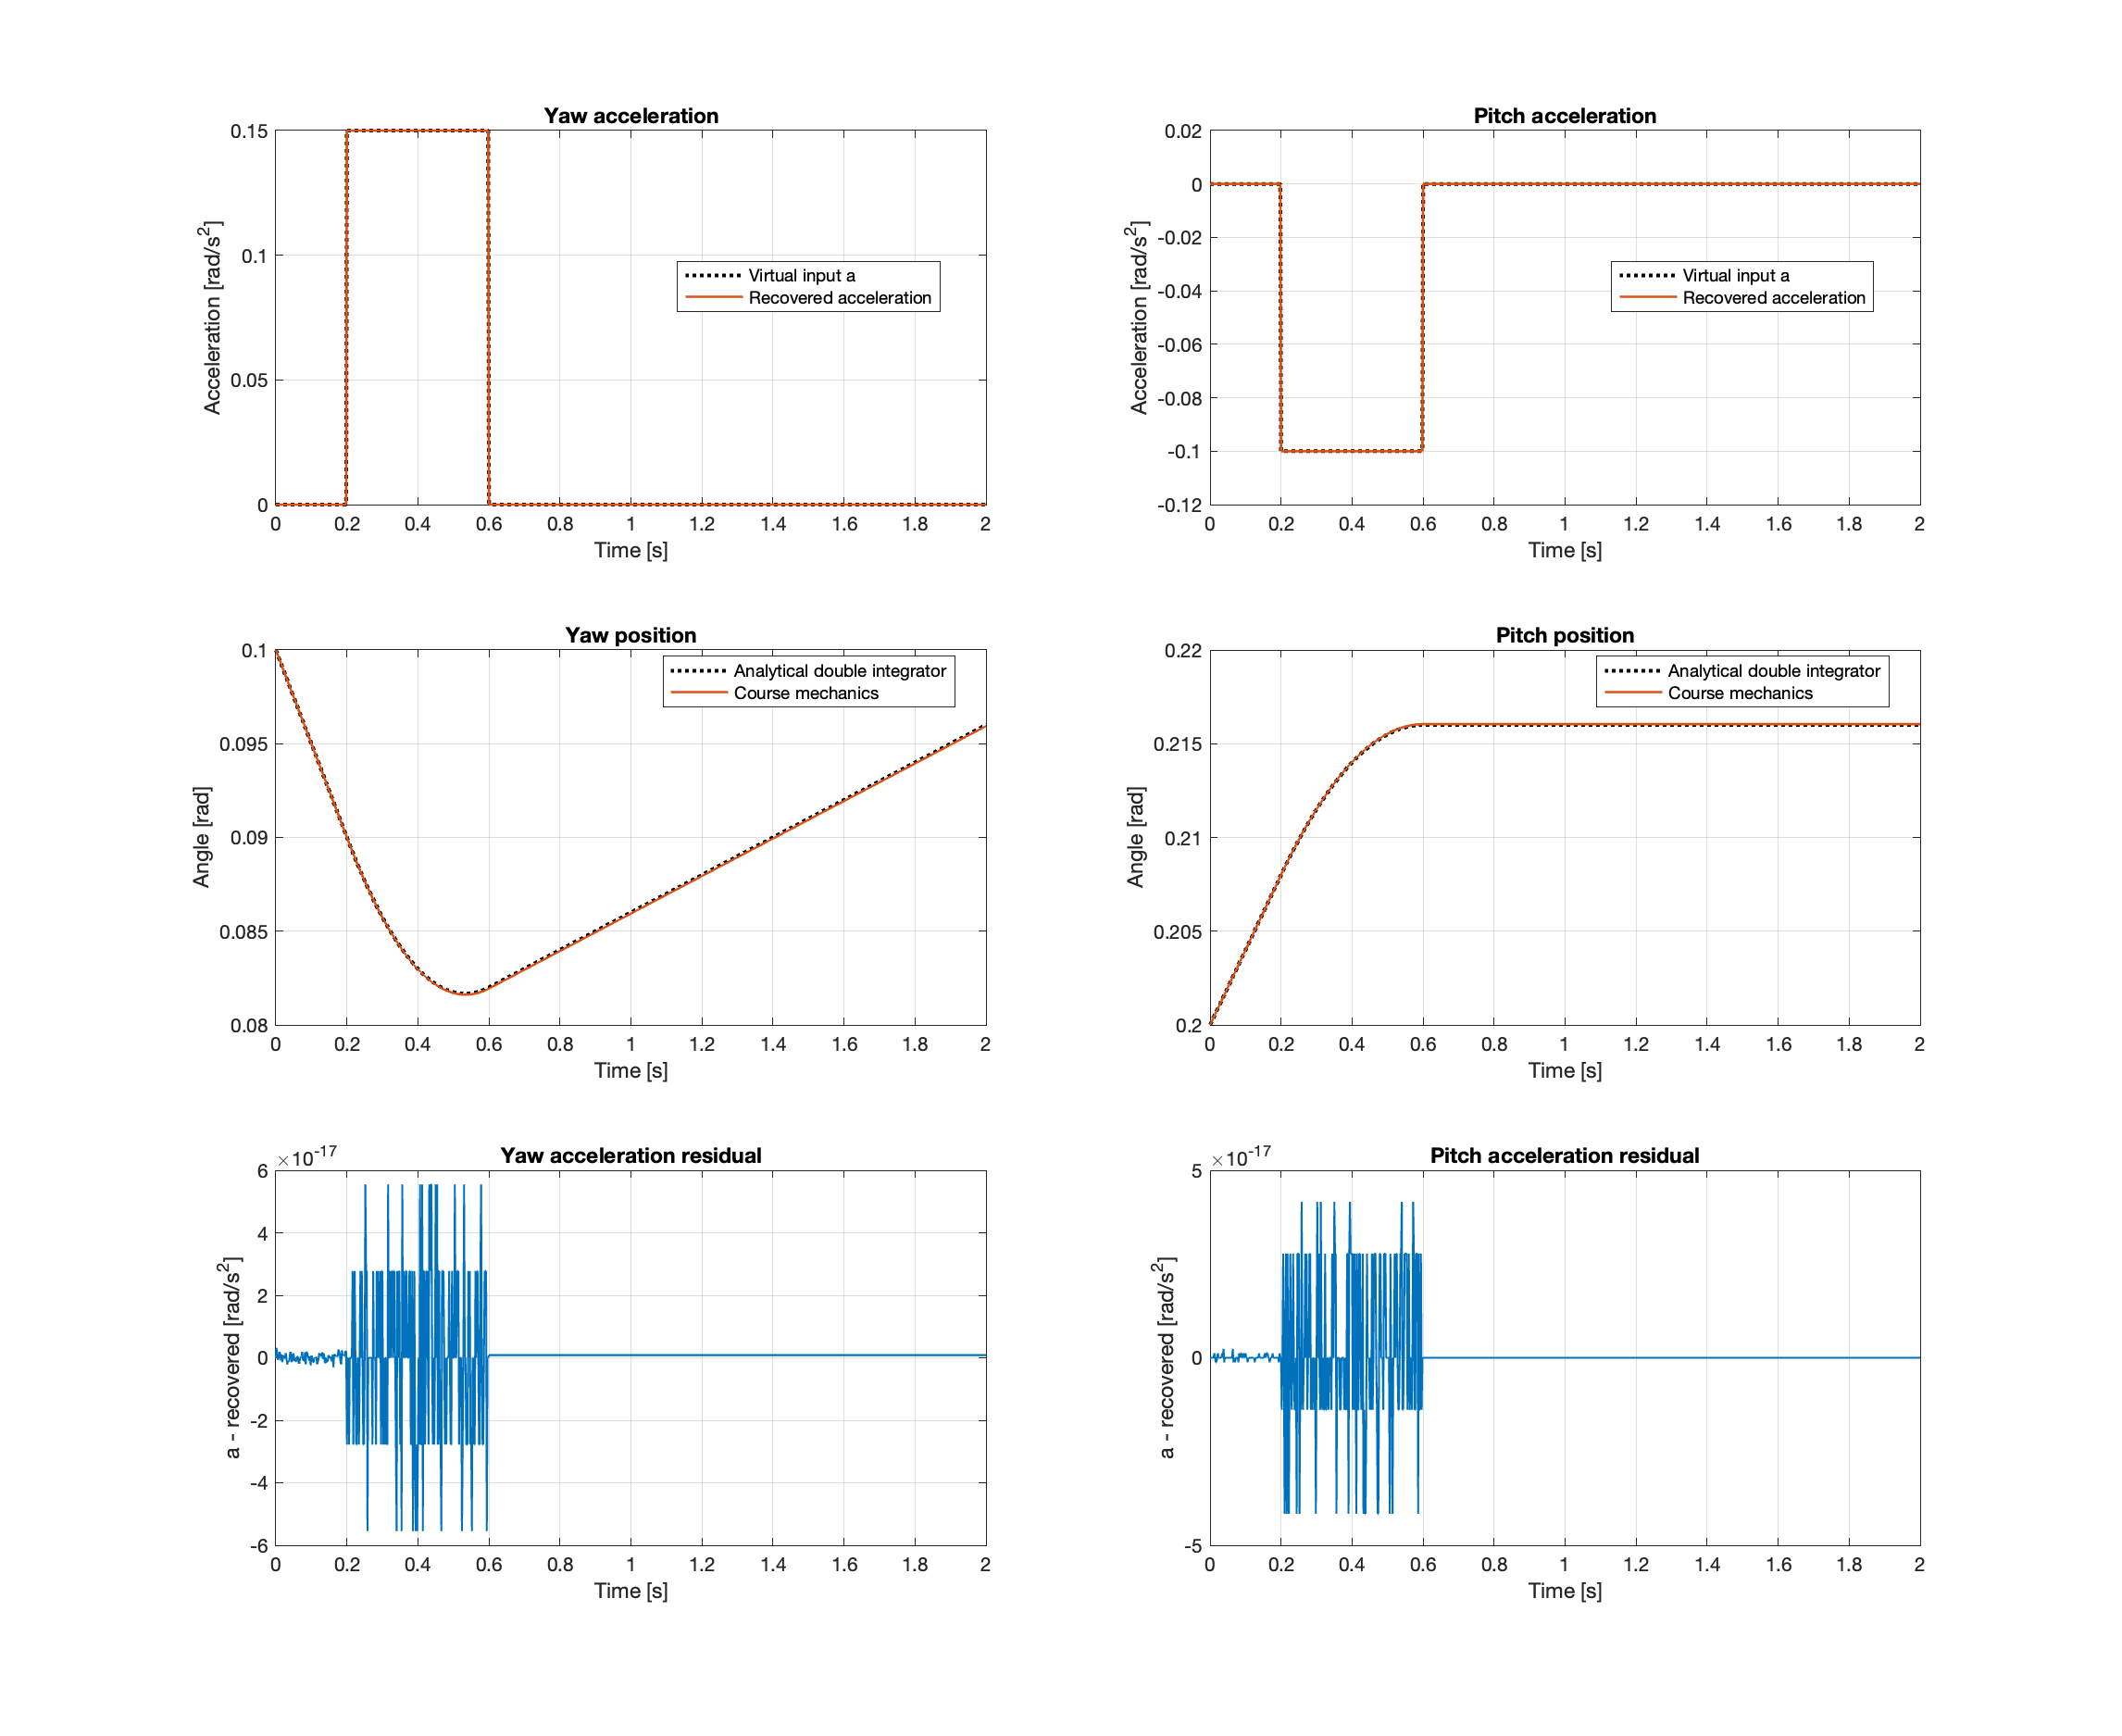 Yaw acceleration
0.15
0.1
0.05
0
Acceleration [rad/s²]
Virtual input a
Recovered acceleration
0 0.2 0.4 0.6 0.8 1 1.2 1.4 1.6 1.8 2
Time [s]
Pitch acceleration
0.02
0
-0.02
-0.04
-0.06
-0.08
-0.1
-0.12
Acceleration [rad/s²]
Virtual input a
Recovered acceleration
0 0.2 0.4 0.6 0.8 1 1.2 1.4 1.6 1.8 2
Time [s]
Yaw position
0.1
0.095
0.09
0.085
0.08
Angle [rad]
Analytical double integrator
Course mechanics
0 0.2 0.4 0.6 0.8 1 1.2 1.4 1.6 1.8 2
Time [s]
Pitch position
0.22
0.215
0.21
0.205
0.2
Angle [rad]
Analytical double integrator
Course mechanics
0 0.2 0.4 0.6 0.8 1 1.2 1.4 1.6 1.8 2
Time [s]
Yaw acceleration residual
×10⁻¹⁷
6
4
2
0
-2
-4
-6
a - recovered [rad/s²]
0 0.2 0.4 0.6 0.8 1 1.2 1.4 1.6 1.8 2
Time [s]
Pitch acceleration residual
×10⁻¹⁷
5
0
-5
a - recovered [rad/s²]
0 0.2 0.4 0.6 0.8 1 1.2 1.4 1.6 1.8 2
Time [s]